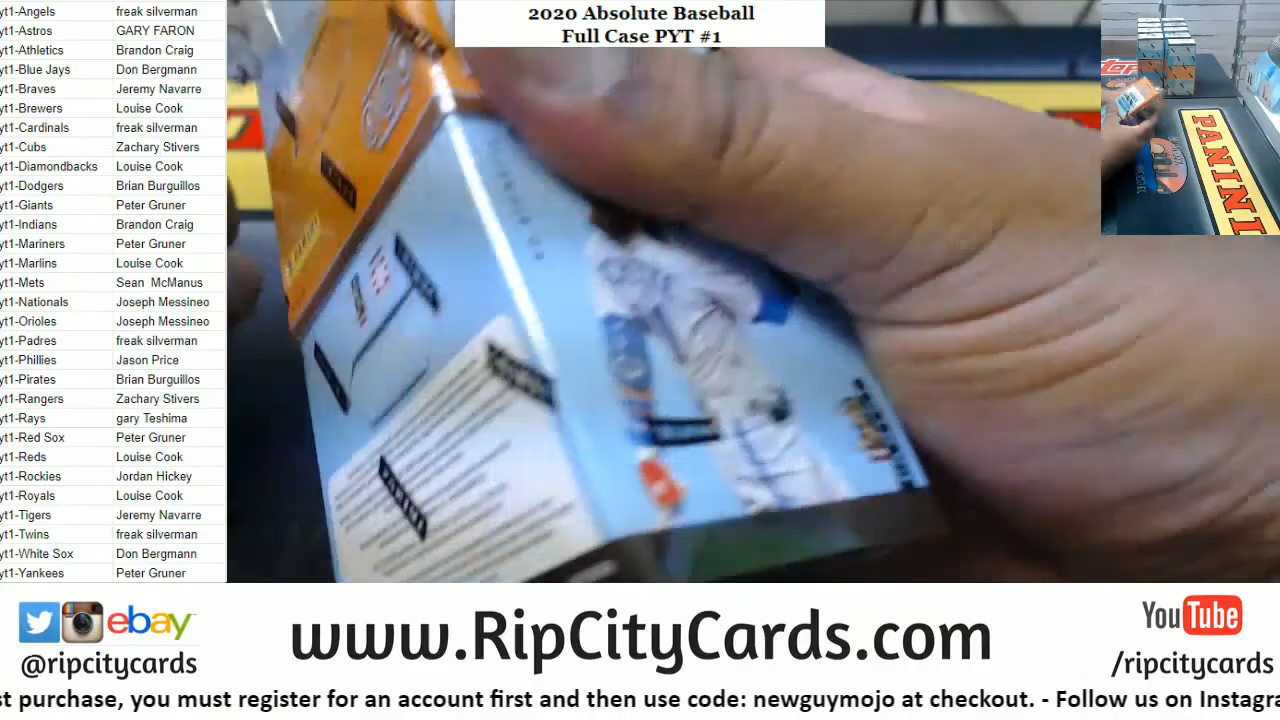 2020 Absolute Baseball
Full Case PYT #1
yt1-Angels freak silverman
yt1-Astros GARY FARON
yt1-Athletics Brandon Craig
yt1-Blue Jays Don Bergmann
yt1-Braves Jeremy Navarre
yt1-Brewers Louise Cook
yt1-Cardinals freak silverman
yt1-Cubs Zachary Stivers
yt1-Diamondbacks Louise Cook
yt1-Dodgers Brian Burguillos
yt1-Giants Peter Gruner
yt1-Indians Brandon Craig
yt1-Mariners Peter Gruner
yt1-Marlins Louise Cook
yt1-Mets Sean McManus
yt1-Nationals Joseph Messineo
yt1-Orioles Joseph Messineo
yt1-Padres freak silverman
yt1-Phillies Jason Price
yt1-Pirates Brian Burguillos
yt1-Rangers Zachary Stivers
yt1-Rays gary Teshima
yt1-Red Sox Peter Gruner
yt1-Reds Louise Cook
yt1-Rockies Jordan Hickey
yt1-Royals Louise Cook
yt1-Tigers Jeremy Navarre
yt1-Twins freak silverman
yt1-White Sox Don Bergmann
yt1-Yankees Peter Gruner
PANINI
ebay
@ripcitycards
www.RipCityCards.com
YouTube
/ripcitycards
st purchase, you must register for an account first and then use code: newguymojo at checkout. - Follow us on Instagra